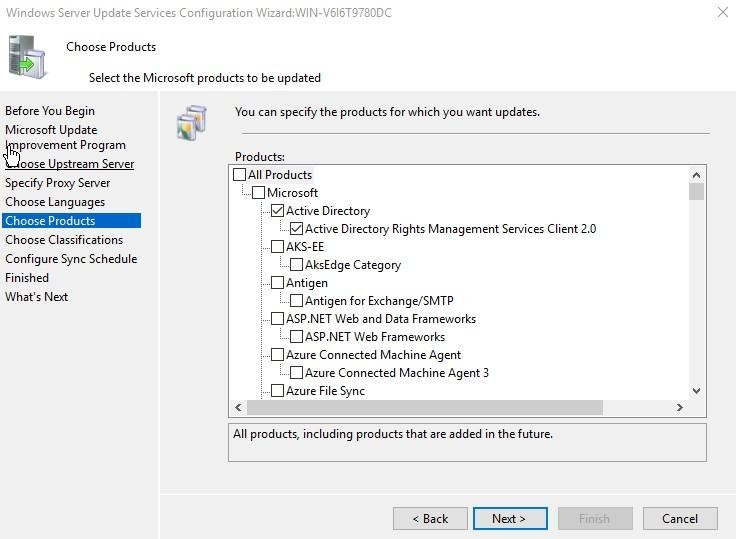 Windows Server Update Services Configuration Wizard:WIN-V6I6T9780DC
Choose Products
Select the Microsoft products to be updated
Before You Begin
Microsoft Update
Improvement Program
Choose Upstream Server
Specify Proxy Server
Choose Languages
Choose Products
Choose Classifications
Configure Sync Schedule
Finished
What's Next
You can specify the products for which you want updates.
Products:
All Products
Microsoft
Active Directory
Active Directory Rights Management Services Client 2.0
AKS-EE
AksEdge Category
Antigen
Antigen for Exchange/SMTP
ASP.NET Web and Data Frameworks
ASP.NET Web Frameworks
Azure Connected Machine Agent
Azure Connected Machine Agent 3
Azure File Sync
All products, including products that are added in the future.
< Back
Next >
Finish
Cancel